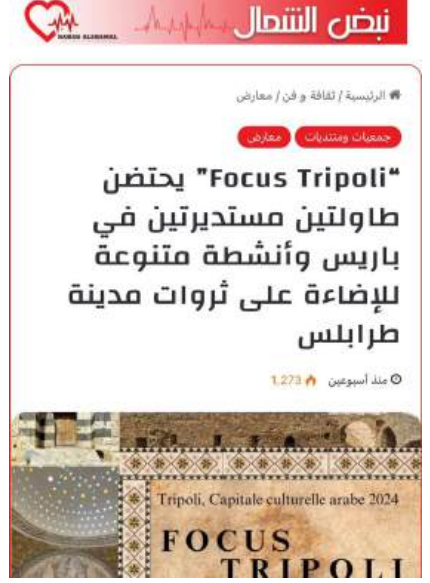 نبض الشمال
NABAD ALSHAMAL
الرئيسية / ثقافة و فن / معارض
جمعيات ومنتديات
معارض
“Focus Tripoli” يحتضن
طاولتين مستديرتين في
باريس وأنشطة متنوعة
للإضاءة على ثروات مدينة
طرابلس
منذ أسبوعين
1٬273
Tripoli, Capitale culturelle arabe 2024
FOCUS
TRIPOLI